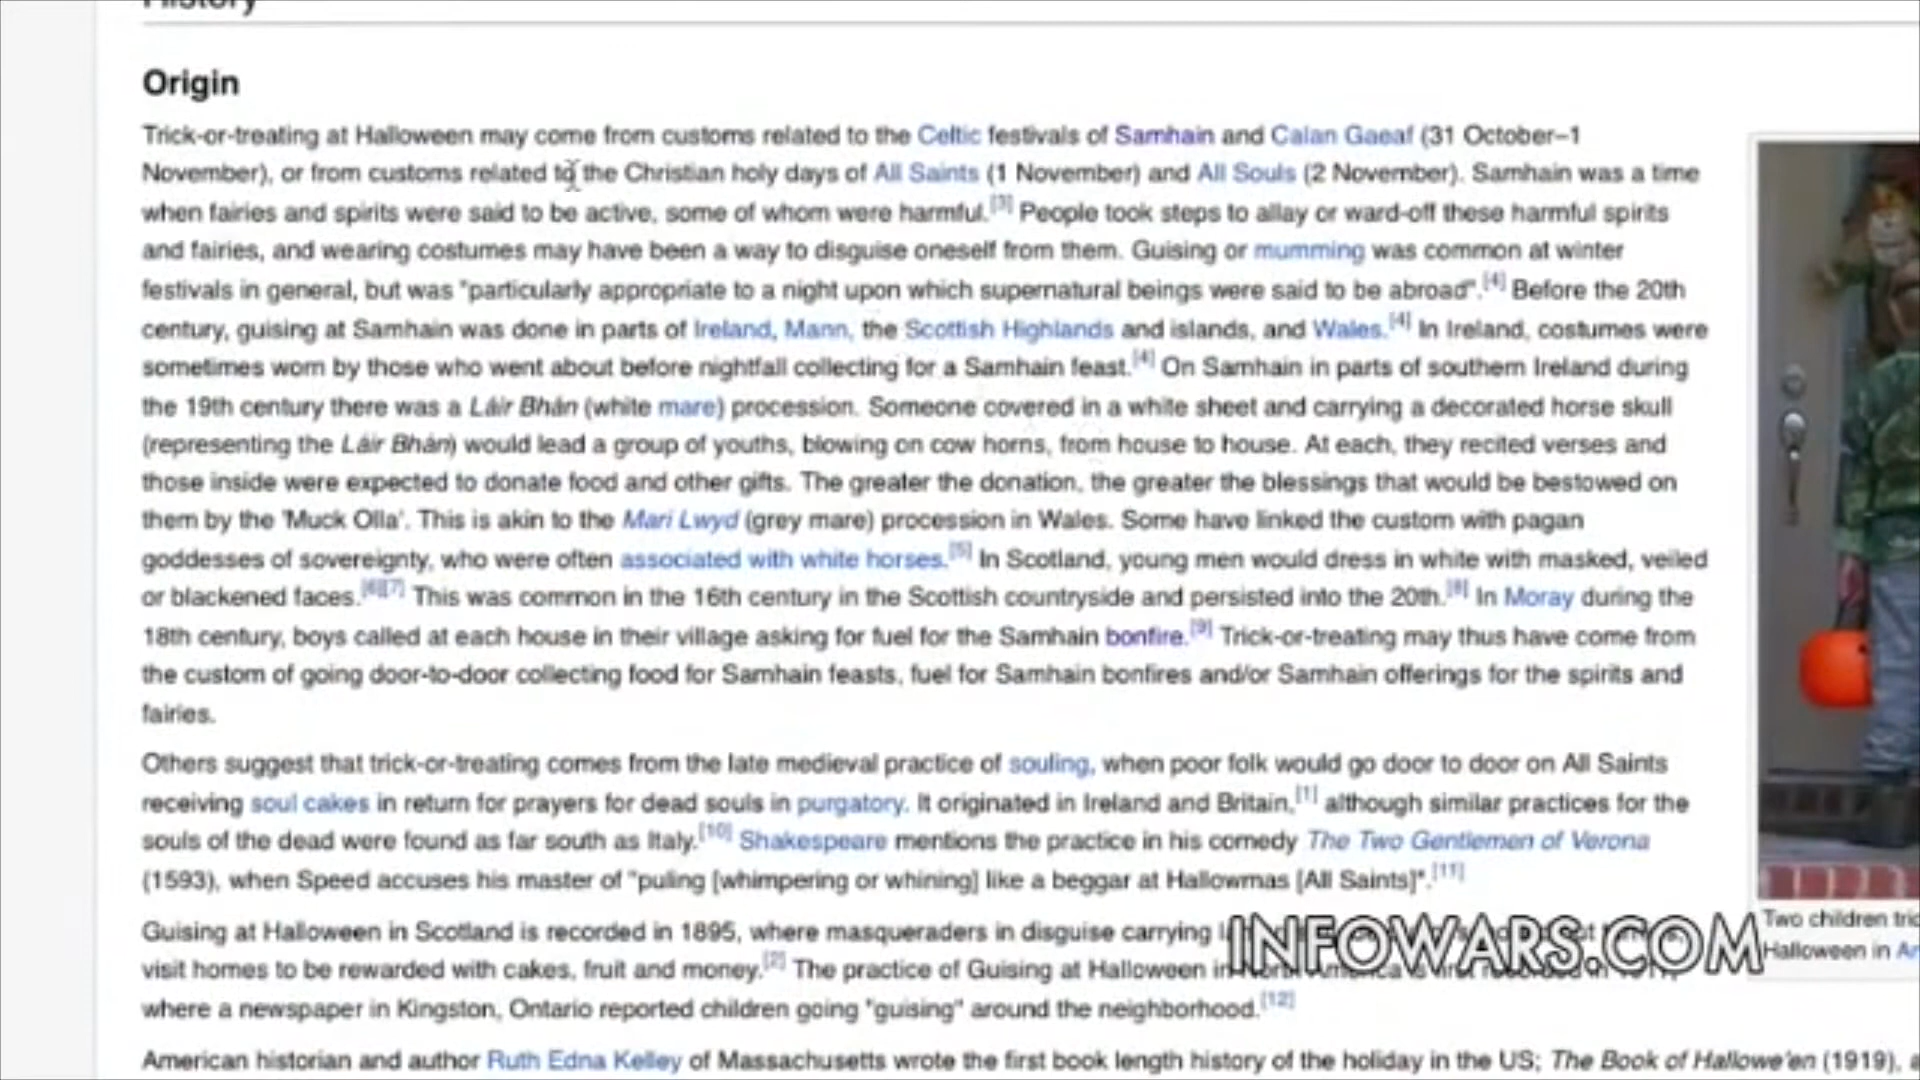 History
Origin
Trick-or-treating at Halloween may come from customs related to the Celtic festivals of Samhain and Calan Gaeaf (31 October–1
November), or from customs related to the Christian holy days of All Saints (1 November) and All Souls (2 November). Samhain was a time
when fairies and spirits were said to be active, some of whom were harmful.[3] People took steps to allay or ward-off these harmful spirits
and fairies, and wearing costumes may have been a way to disguise oneself from them. Guising or mumming was common at winter
festivals in general, but was "particularly appropriate to a night upon which supernatural beings were said to be abroad".[4] Before the 20th
century, guising at Samhain was done in parts of Ireland, Mann, the Scottish Highlands and islands, and Wales.[4] In Ireland, costumes were
sometimes worn by those who went about before nightfall collecting for a Samhain feast.[4] On Samhain in parts of southern Ireland during
the 19th century there was a Láir Bhán (white mare) procession. Someone covered in a white sheet and carrying a decorated horse skull
(representing the Láir Bhán) would lead a group of youths, blowing on cow horns, from house to house. At each, they recited verses and
those inside were expected to donate food and other gifts. The greater the donation, the greater the blessings that would be bestowed on
them by the 'Muck Olla'. This is akin to the Mari Lwyd (grey mare) procession in Wales. Some have linked the custom with pagan
goddesses of sovereignty, who were often associated with white horses.[5] In Scotland, young men would dress in white with masked, veiled
or blackened faces.[6][7] This was common in the 16th century in the Scottish countryside and persisted into the 20th.[8] In Moray during the
18th century, boys called at each house in their village asking for fuel for the Samhain bonfire.[9] Trick-or-treating may thus have come from
the custom of going door-to-door collecting food for Samhain feasts, fuel for Samhain bonfires and/or Samhain offerings for the spirits and
fairies.
Others suggest that trick-or-treating comes from the late medieval practice of souling, when poor folk would go door to door on All Saints
receiving soul cakes in return for prayers for dead souls in purgatory. It originated in Ireland and Britain,[1] although similar practices for the
souls of the dead were found as far south as Italy.[10] Shakespeare mentions the practice in his comedy The Two Gentlemen of Verona
(1593), when Speed accuses his master of "puling [whimpering or whining] like a beggar at Hallowmas [All Saints]".[11]
Guising at Halloween in Scotland is recorded in 1895, where masqueraders in disguise carrying
visit homes to be rewarded with cakes, fruit and money.[2] The practice of Guising at Halloween in
where a newspaper in Kingston, Ontario reported children going "guising" around the neighborhood.[12]
American historian and author Ruth Edna Kelley of Massachusetts wrote the first book length history of the holiday in the US; The Book of Hallowe'en (1919),
INFOWARS.COM
Two children
Halloween in